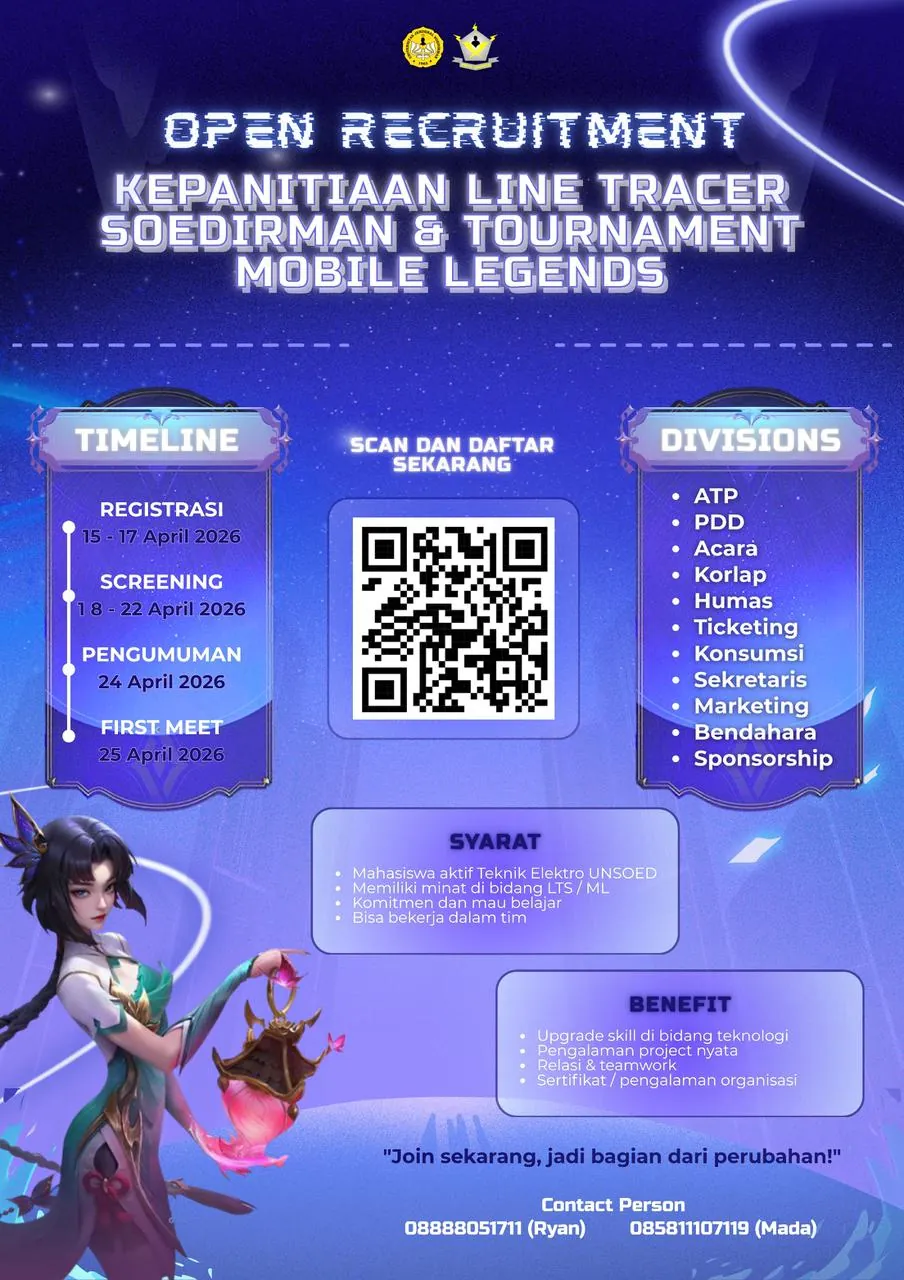 OPEN RECRUITMENT
KEPANITIAAN LINE TRACER
SOEDIRMAN & TOURNAMENT
MOBILE LEGENDS
TIMELINE
REGISTRASI
15 - 17 April 2026
SCREENING
1 8 - 22 April 2026
PENGUMUMAN
24 April 2026
FIRST MEET
25 April 2026
SCAN DAN DAFTAR
SEKARANG
DIVISIONS
• ATP
• PDD
• Acara
• Korlap
• Humas
• Ticketing
• Konsumsi
• Sekretaris
• Marketing
• Bendahara
• Sponsorship
SYARAT
• Mahasiswa aktif Teknik Elektro UNSOED
• Memiliki minat di bidang LTS / ML
• Komitmen dan mau belajar
• Bisa bekerja dalam tim
BENEFIT
• Upgrade skill di bidang teknologi
• Pengalaman project nyata
• Relasi & teamwork
• Sertifikat / pengalaman organisasi
"Join sekarang, jadi bagian dari perubahan!"
Contact Person
08888051711 (Ryan) 085811107119 (Mada)